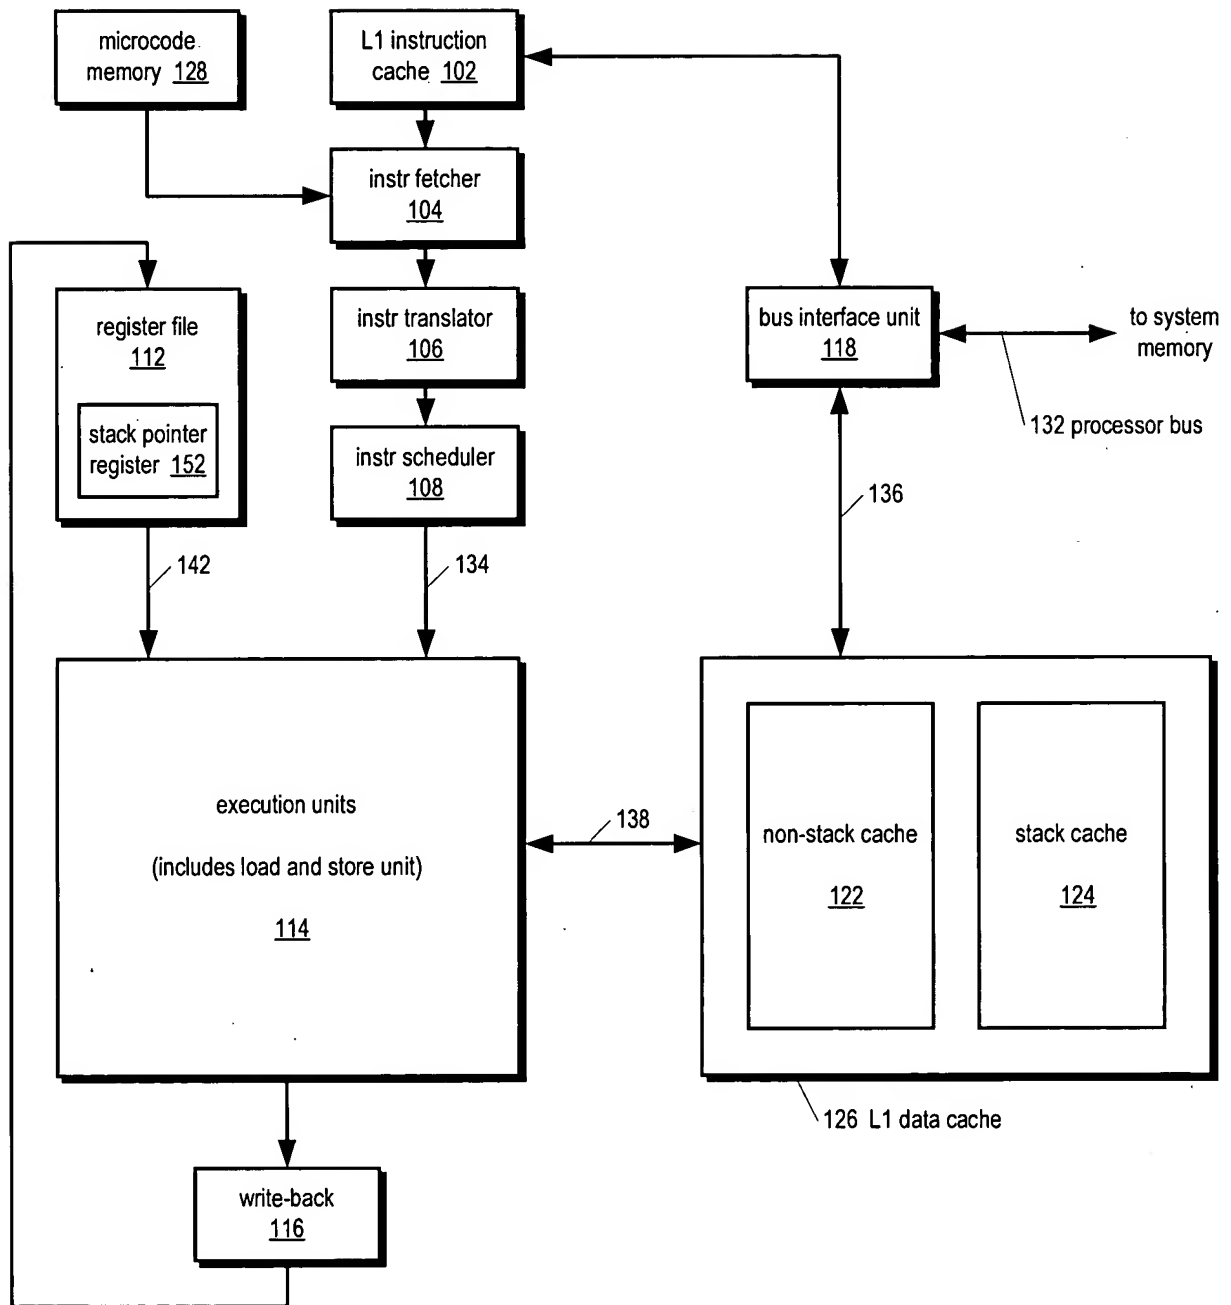 microcode
memory 128
L1 instruction
cache 102
instr fetcher
104
register file
112
stack pointer
register 152
instr translator
106
instr scheduler
108
bus interface unit
118
to system
memory
132 processor bus
136
142
134
execution units
(includes load and store unit)
114
138
non-stack cache
122
stack cache
124
126 L1 data cache
write-back
116